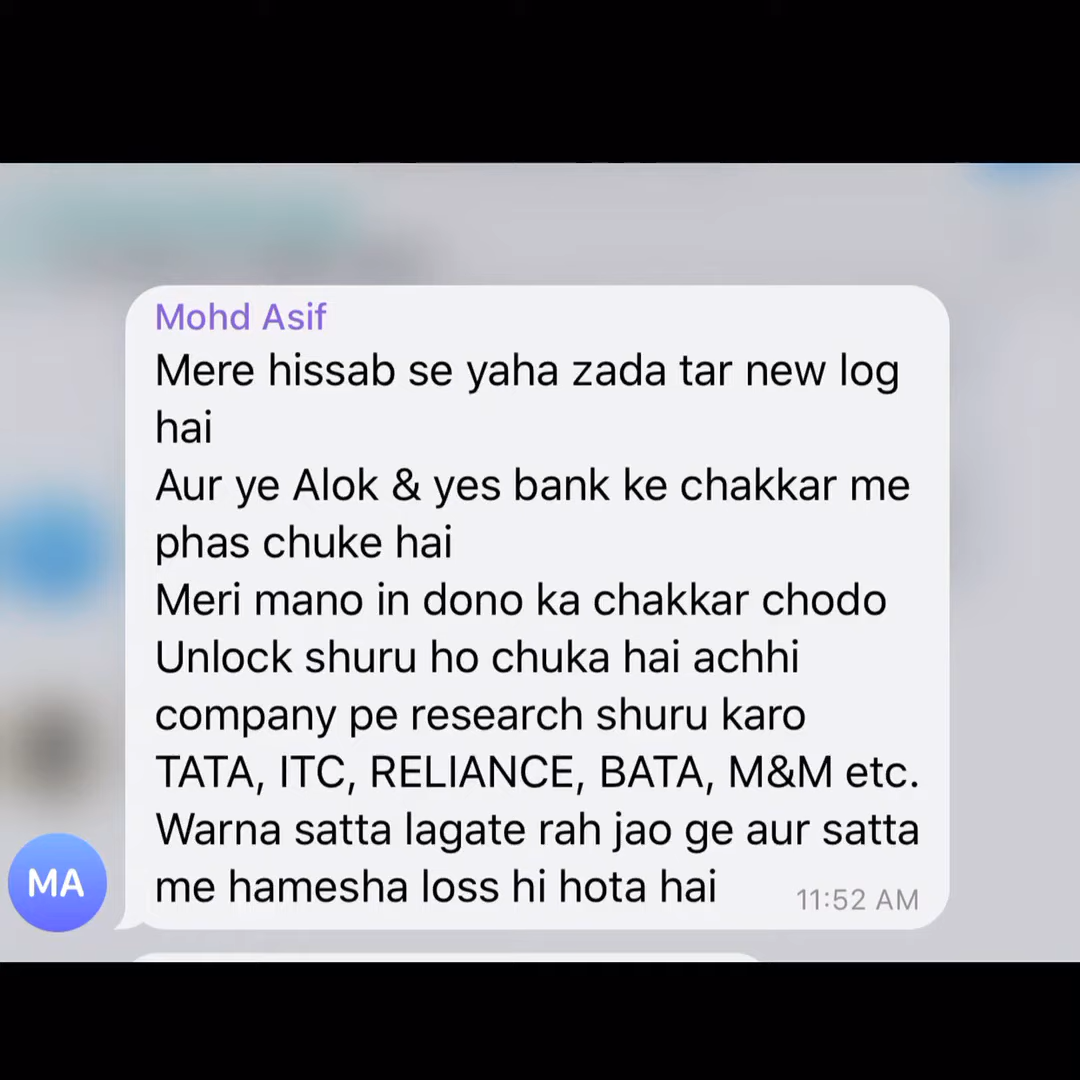 Mohd Asif
Mere hissab se yaha zada tar new log
hai
Aur ye Alok & yes bank ke chakkar me
phas chuke hai
Meri mano in dono ka chakkar chodo
Unlock shuru ho chuka hai achhi
company pe research shuru karo
TATA, ITC, RELIANCE, BATA, M&M etc.
Warna satta lagate rah jao ge aur satta
me hamesha loss hi hota hai
11:52 AM
MA